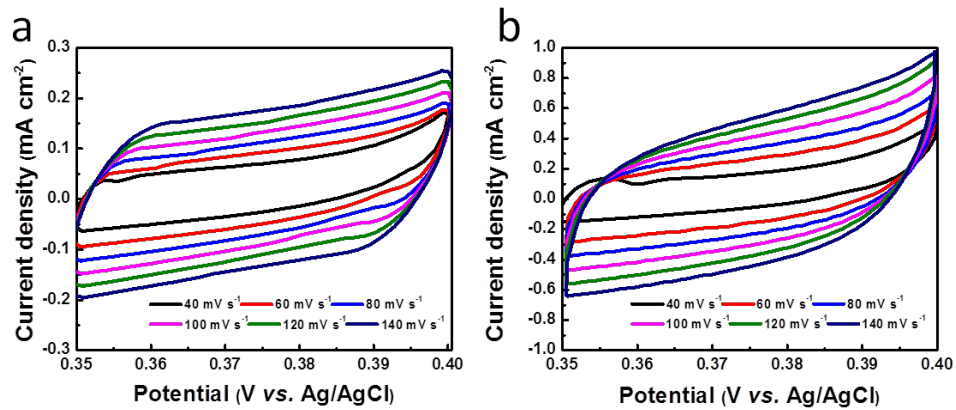 a
0.3
0.2
0.1
0.0
-0.1
-0.2
-0.3
Current density (mA cm⁻²)
40 mV s⁻¹ 60 mV s⁻¹ 80 mV s⁻¹
100 mV s⁻¹ 120 mV s⁻¹ 140 mV s⁻¹
0.35 0.36 0.37 0.38 0.39 0.40
Potential (V vs. Ag/AgCl)
b
1.0
0.8
0.6
0.4
0.2
0.0
-0.2
-0.4
-0.6
-0.8
-1.0
Current density (mA cm⁻²)
40 mV s⁻¹ 60 mV s⁻¹ 80 mV s⁻¹
100 mV s⁻¹ 120 mV s⁻¹ 140 mV s⁻¹
0.35 0.36 0.37 0.38 0.39 0.40
Potential (V vs. Ag/AgCl)